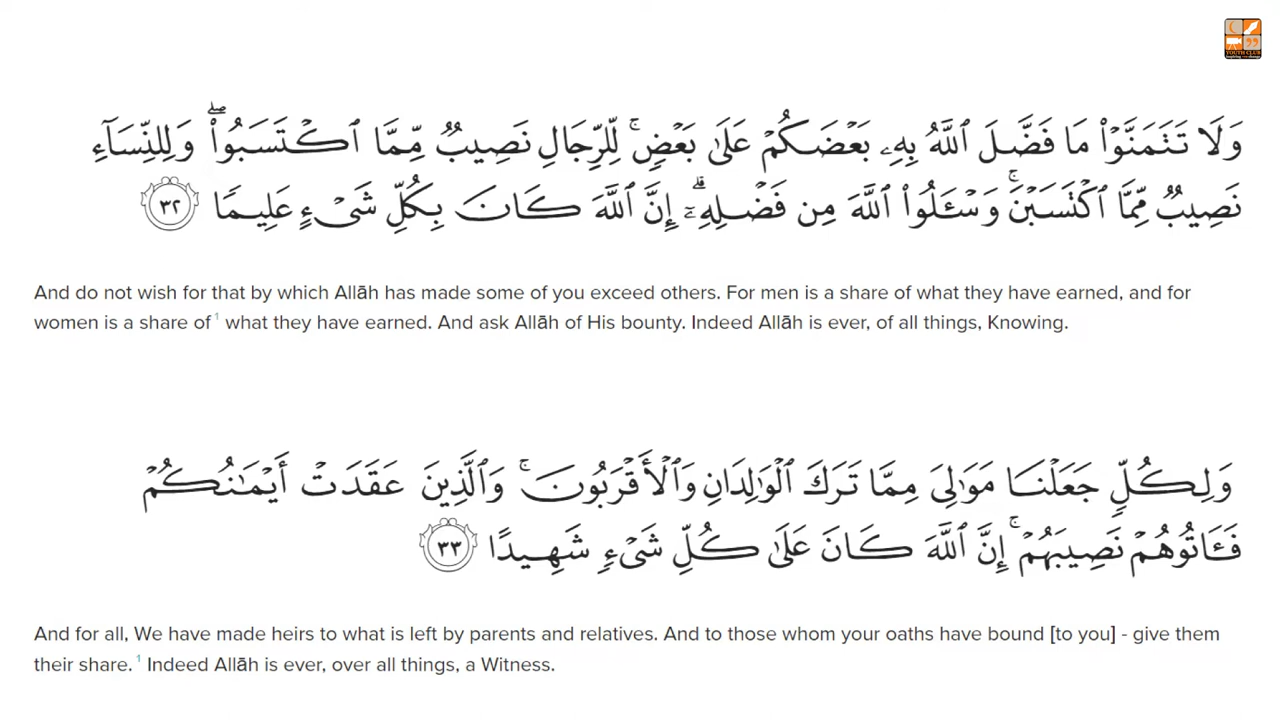 YOUTH CLUB
وَلَا تَتَمَنَّوْا۟ مَا فَضَّلَ ٱللَّهُ بِهِۦ بَعْضَكُمْ عَلَىٰ بَعْضٍ ۚ لِّلرِّجَالِ نَصِيبٌ مِّمَّا ٱكْتَسَبُوا۟ ۖ وَلِلنِّسَآءِ
نَصِيبٌ مِّمَّا ٱكْتَسَبْنَ ۚ وَسْـَٔلُوا۟ ٱللَّهَ مِن فَضْلِهِۦٓ ۗ إِنَّ ٱللَّهَ كَانَ بِكُلِّ شَىْءٍ عَلِيمًا ٣٢
And do not wish for that by which Allāh has made some of you exceed others. For men is a share of what they have earned, and for
women is a share of¹ what they have earned. And ask Allāh of His bounty. Indeed Allāh is ever, of all things, Knowing.
وَلِكُلٍّ جَعَلْنَا مَوَٰلِىَ مِمَّا تَرَكَ ٱلْوَٰلِدَانِ وَٱلْأَقْرَبُونَ ۚ وَٱلَّذِينَ عَقَدَتْ أَيْمَـٰنُكُمْ
فَـَٔاتُوهُمْ نَصِيبَهُمْ ۚ إِنَّ ٱللَّهَ كَانَ عَلَىٰ كُلِّ شَىْءٍ شَهِيدًا ٣٣
And for all, We have made heirs to what is left by parents and relatives. And to those whom your oaths have bound [to you] - give them
their share.¹ Indeed Allāh is ever, over all things, a Witness.